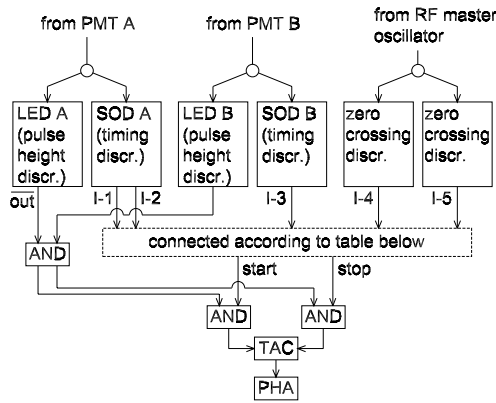 from PMT A
from PMT B
from RF master
oscillator
LED A
(pulse
height
discr.)
SOD A
(timing
discr.)
LED B
(pulse
height
discr.)
SOD B
(timing
discr.)
zero
crossing
discr.
zero
crossing
discr.
out
I-1
I-2
I-3
I-4
I-5
connected according to table below
AND
start
stop
AND
AND
TAC
PHA